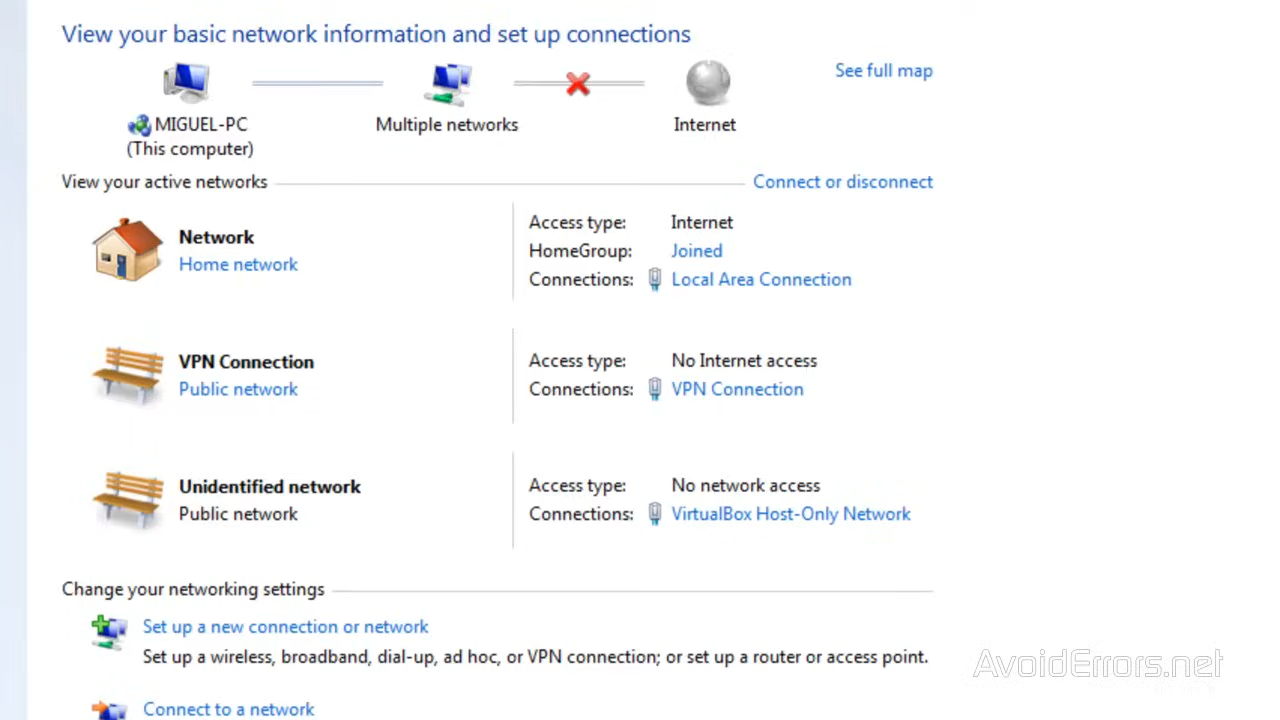 View your basic network information and set up connections
See full map
MIGUEL-PC
(This computer)
Multiple networks
Internet
View your active networks
Connect or disconnect
Network
Home network
Access type: Internet
HomeGroup: Joined
Connections: Local Area Connection
VPN Connection
Public network
Access type: No Internet access
Connections: VPN Connection
Unidentified network
Public network
Access type: No network access
Connections: VirtualBox Host-Only Network
Change your networking settings
Set up a new connection or network
Set up a wireless, broadband, dial-up, ad hoc, or VPN connection; or set up a router or access point.
Connect to a network
AvoidErrors.net